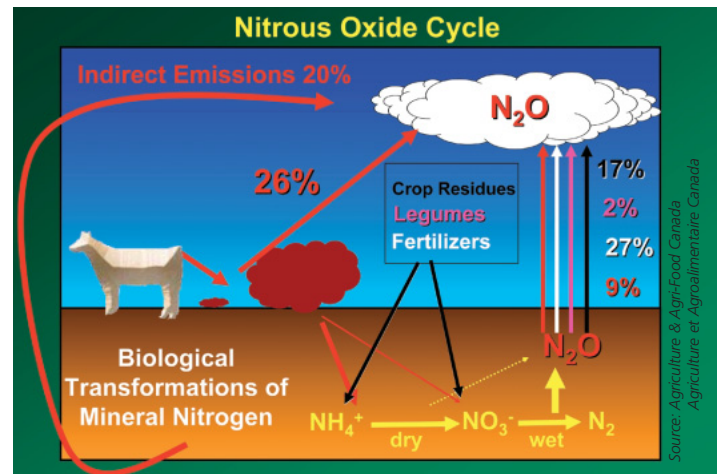 Nitrous Oxide Cycle
Indirect Emissions 20%
N₂O
26%
Crop Residues
Legumes
Fertilizers
17%
2%
27%
9%
Biological
Transformations of
Mineral Nitrogen
N₂O
NH₄⁺
dry
NO₃⁻
wet
N₂
Source: Agriculture & Agri-Food Canada
Agriculture et Agroalimentaire Canada